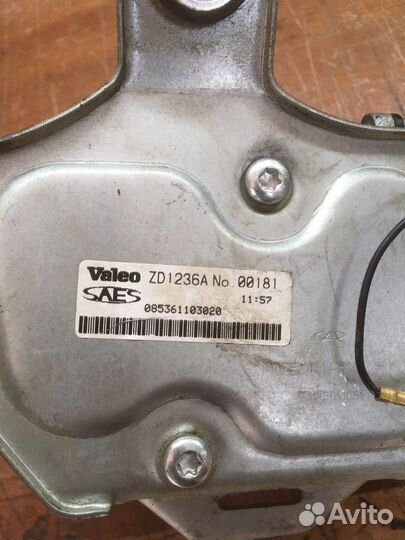 Valeo ZD1236A No 00181
SAES 11:57
085361103020
Avito